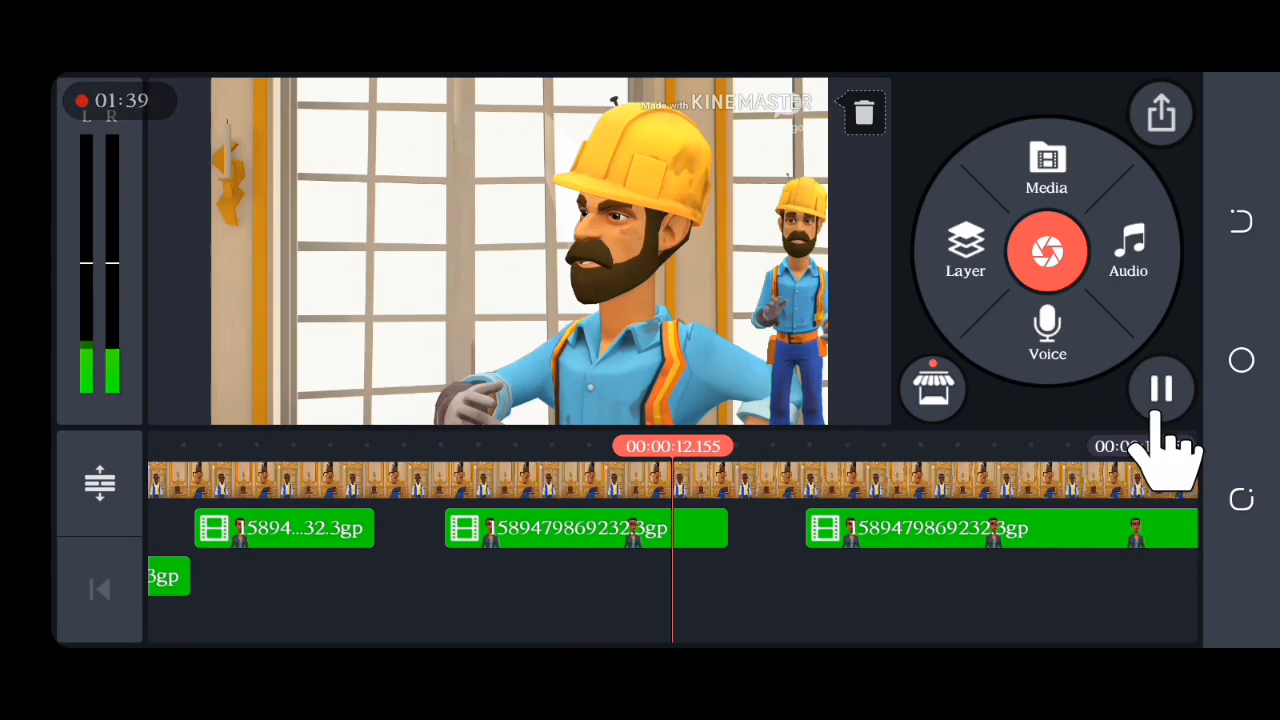 01:39
L R
Made with KINEMASTER
Media
Layer
Audio
Voice
00:00:12.155
15894...32.3gp
1589479869232.3gp
1589479869232.3gp
3gp